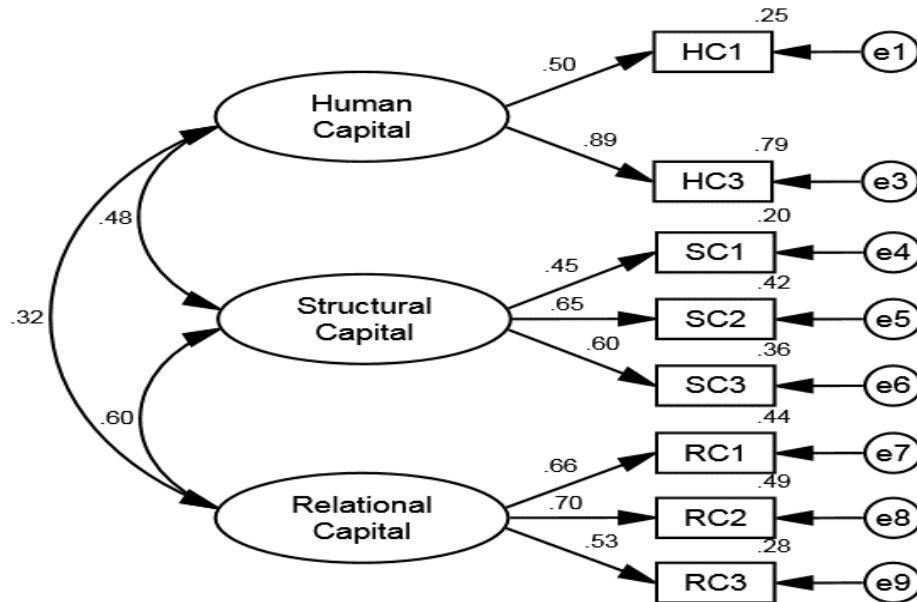 .25
.50
HC1
e1
Human
Capital
.89
.79
HC3
e3
.20
.48
.45
SC1
e4
.42
Structural
Capital
.65
SC2
e5
.32
.60
.36
SC3
e6
.44
.60
.66
RC1
e7
.49
Relational
Capital
.70
RC2
e8
.53
.28
RC3
e9